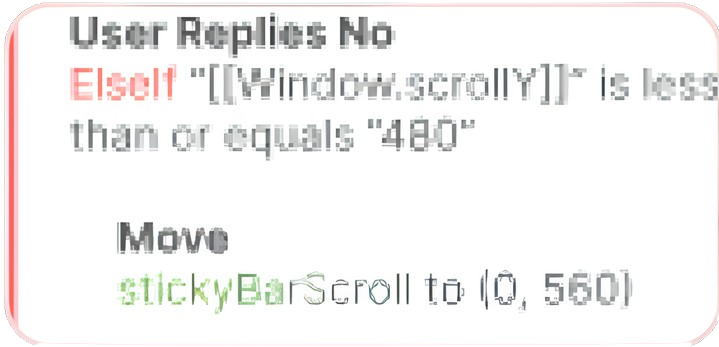 User Replies No
ElseIf "[[Window.scrollY]]" is less
than or equals "480"
Move
stickyBarScroll to (0, 560)